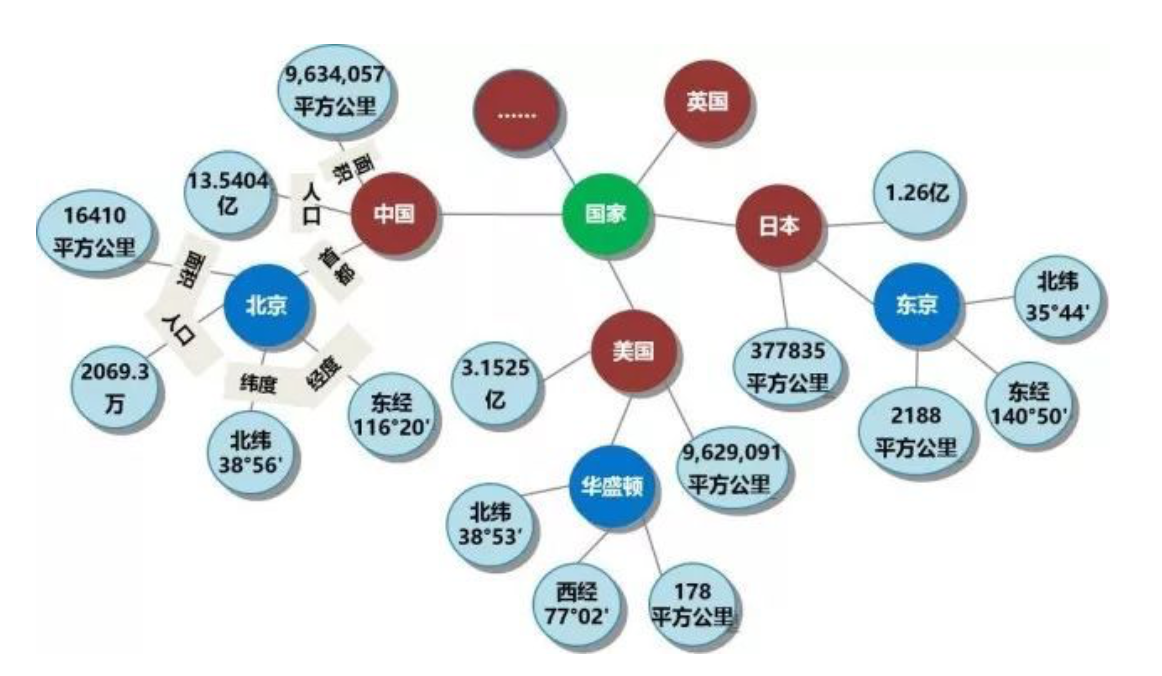 9,634,057
平方公里
面积
13.5404
亿
人口
中国
首都
16410
平方公里
面积
北京
人口
2069.3
万
纬度
北纬
38°56'
经度
东经
116°20'
……
英国
国家
日本
1.26亿
377835
平方公里
东京
北纬
35°44'
东经
140°50'
2188
平方公里
美国
3.1525
亿
9,629,091
平方公里
华盛顿
北纬
38°53'
西经
77°02'
178
平方公里